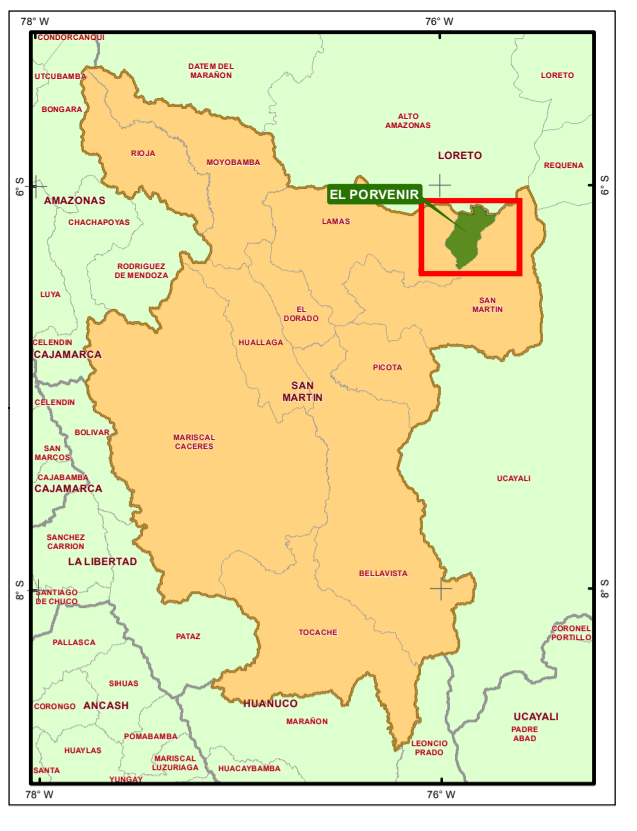 78° W
76° W
CONDORCANQUI
DATEM DEL
MARAÑON
UTCUBAMBA
LORETO
BONGARA
ALTO
AMAZONAS
RIOJA
MOYOBAMBA
LORETO
REQUENA
6° S
6° S
EL PORVENIR
AMAZONAS
CHACHAPOYAS
LAMAS
RODRIGUEZ
DE MENDOZA
LUYA
SAN
MARTIN
EL
DORADO
CELENDIN
HUALLAGA
CAJAMARCA
PICOTA
SAN
MARTIN
CELENDIN
BOLIVAR
MARISCAL
CACERES
SAN
MARCOS
CAJABAMBA
UCAYALI
CAJAMARCA
SANCHEZ
CARRION
LA LIBERTAD
BELLAVISTA
8° S
8° S
SANTIAGO
DE CHUCO
CORONEL
PORTILLO
PALLASCA
PATAZ
TOCACHE
SIHUAS
CORONGO
ANCASH
HUANUCO
MARAÑON
UCAYALI
PADRE
ABAD
POMABAMBA
HUAYLAS
LEONCIO
PRADO
MARISCAL
LUZURIAGA
HUACAYBAMBA
SANTA
YUNGAY
78° W
76° W